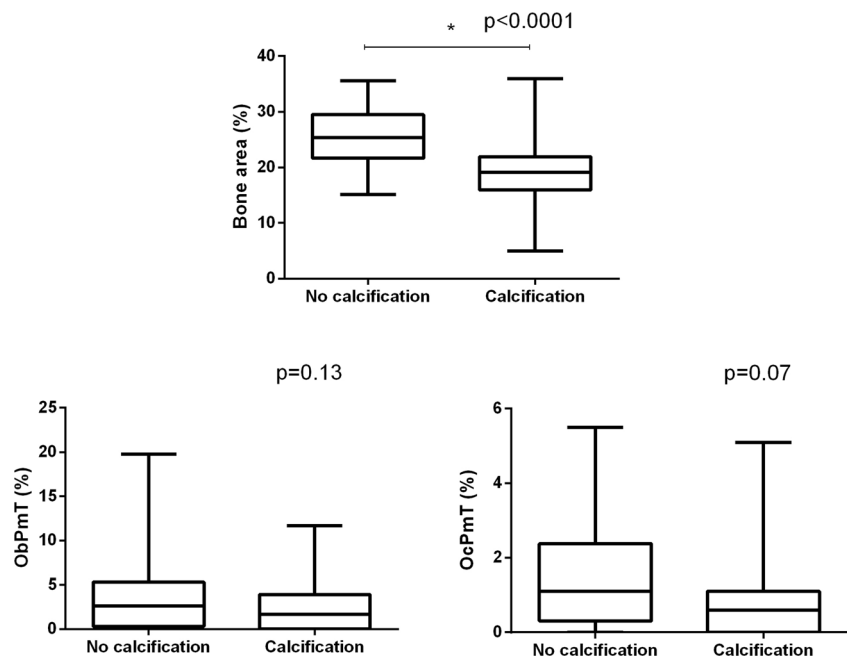 * p<0.0001
Bone area (%)
40
30
20
10
0
No calcification Calcification
p=0.13
ObPmT (%)
25
20
15
10
5
0
No calcification Calcification
p=0.07
OcPmT (%)
6
4
2
0
No calcification Calcification